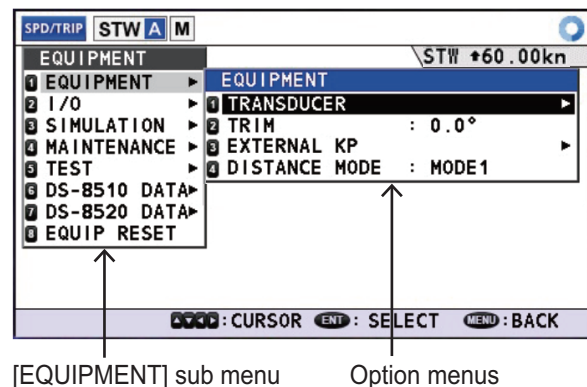 SPD/TRIP STW A M
EQUIPMENT
STW +60.00kn
1 EQUIPMENT ►
2 I/O ►
3 SIMULATION ►
4 MAINTENANCE ►
5 TEST ►
6 DS-8510 DATA►
7 DS-8520 DATA►
8 EQUIP RESET
EQUIPMENT
1 TRANSDUCER ►
2 TRIM : 0.0°
3 EXTERNAL KP ►
4 DISTANCE MODE : MODE1
▲▼◄► : CURSOR ENT : SELECT MENU : BACK
[EQUIPMENT] sub menu
Option menus